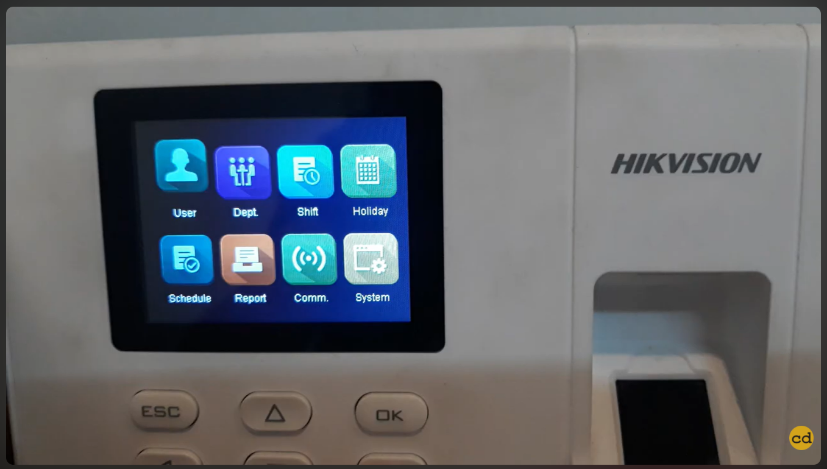 HIKVISION
User Dept. Shift Holiday
Schedule Report Comm. System
ESC OK
cd